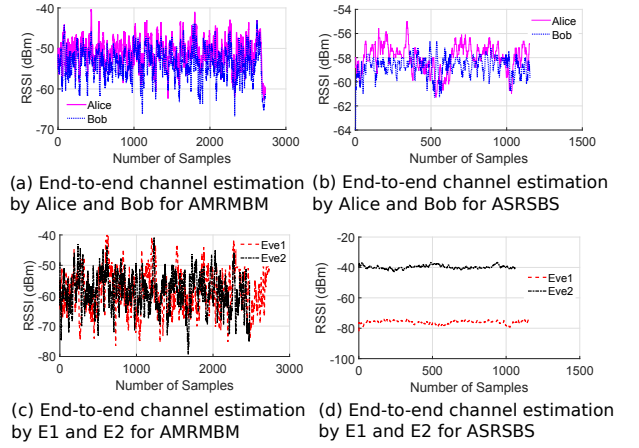 -40
-50
-60
-70
RSSI (dBm)
Alice
Bob
0
1000
2000
3000
Number of Samples
(a) End-to-end channel estimation
by Alice and Bob for AMRMBM
-54
-56
-58
-60
-62
-64
RSSI (dBm)
Alice
Bob
0
500
1000
1500
Number of Samples
(b) End-to-end channel estimation
by Alice and Bob for ASRSBS
-40
-50
-60
-70
-80
RSSI (dBm)
Eve1
Eve2
0
1000
2000
3000
Number of Samples
(c) End-to-end channel estimation
by E1 and E2 for AMRMBM
-20
-40
-60
-80
-100
RSSI (dBm)
Eve1
Eve2
0
500
1000
1500
Number of Samples
(d) End-to-end channel estimation
by E1 and E2 for ASRSBS